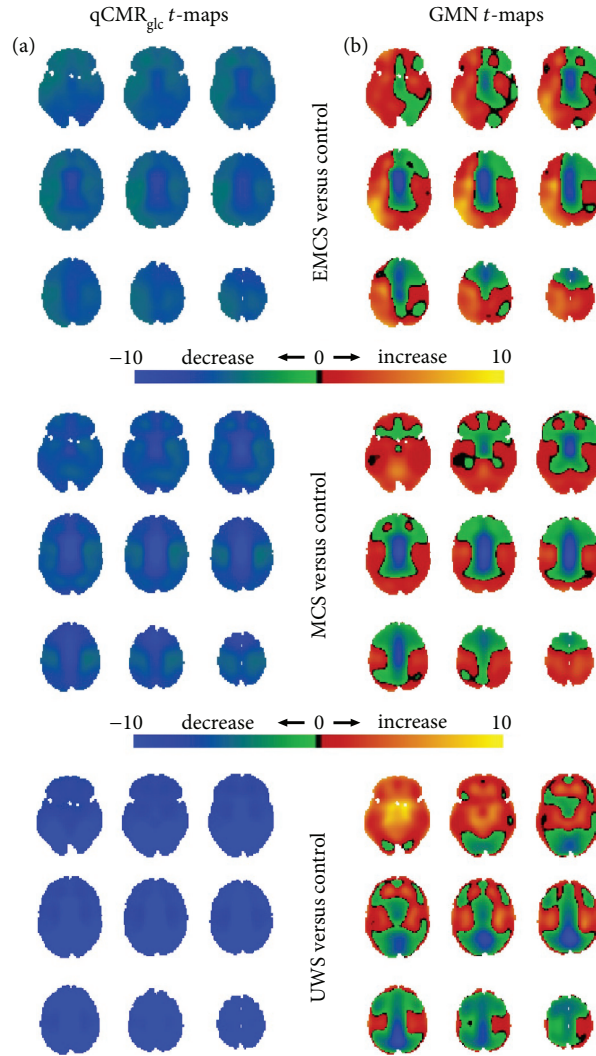 qCMRglc t-maps
GMN t-maps
(a)
(b)
EMCS versus control
−10 decrease ← 0 → increase 10
MCS versus control
−10 decrease ← 0 → increase 10
UWS versus control